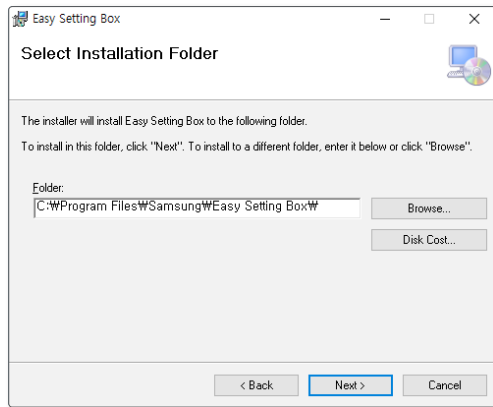 Easy Setting Box
Select Installation Folder
The installer will install Easy Setting Box to the following folder.
To install in this folder, click "Next". To install to a different folder, enter it below or click "Browse".
Folder:
C:₩Program Files₩Samsung₩Easy Setting Box₩
Browse...
Disk Cost...
< Back
Next >
Cancel